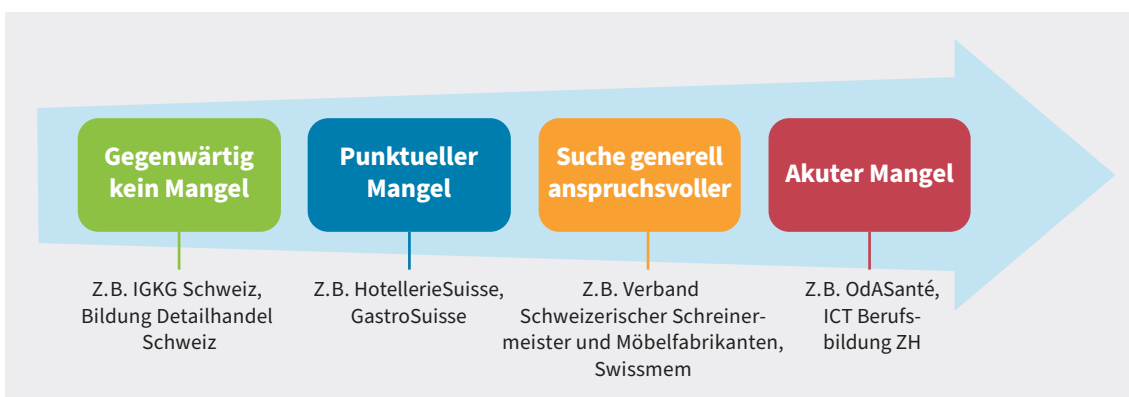 Gegenwärtig
kein Mangel
Punktueller
Mangel
Suche generell
anspruchsvoller
Akuter Mangel
Z.B. IGKG Schweiz,
Bildung Detailhandel
Schweiz
Z.B. HotellerieSuisse,
GastroSuisse
Z.B. Verband
Schweizerischer Schreiner-
meister und Möbelfabrikanten,
Swissmem
Z.B. OdASanté,
ICT Berufs-
bildung ZH